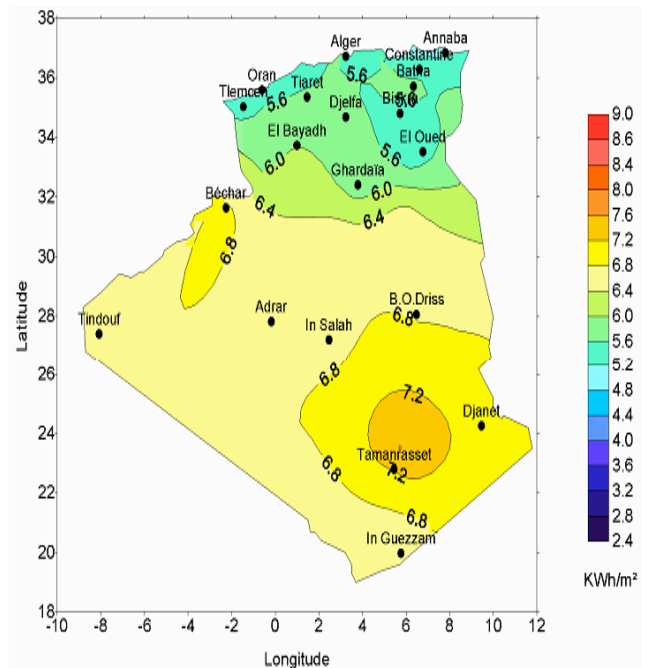 38
36
34
32
30
28
26
24
22
20
18
Latitude
-10
-8
-6
-4
-2
0
2
4
6
8
10
12
Longitude
Annaba
Alger
Constantine
Batna
5.6
Oran
Tiaret
Tlemcen
5.6
Djelfa
Biskra
5.6
El Bayadh
El Oued
5.6
6.0
Ghardaïa
6.0
Béchar
6.4
6.4
6.8
Adrar
B.O.Driss
6.8
Tindouf
In Salah
6.8
7.2
Djanet
Tamanrasset
7.2
6.8
6.8
In Guezzam
9.0
8.6
8.4
8.0
7.6
7.2
6.8
6.4
6.0
5.6
5.2
4.8
4.4
4.0
3.6
3.2
2.8
2.4
KWh/m²